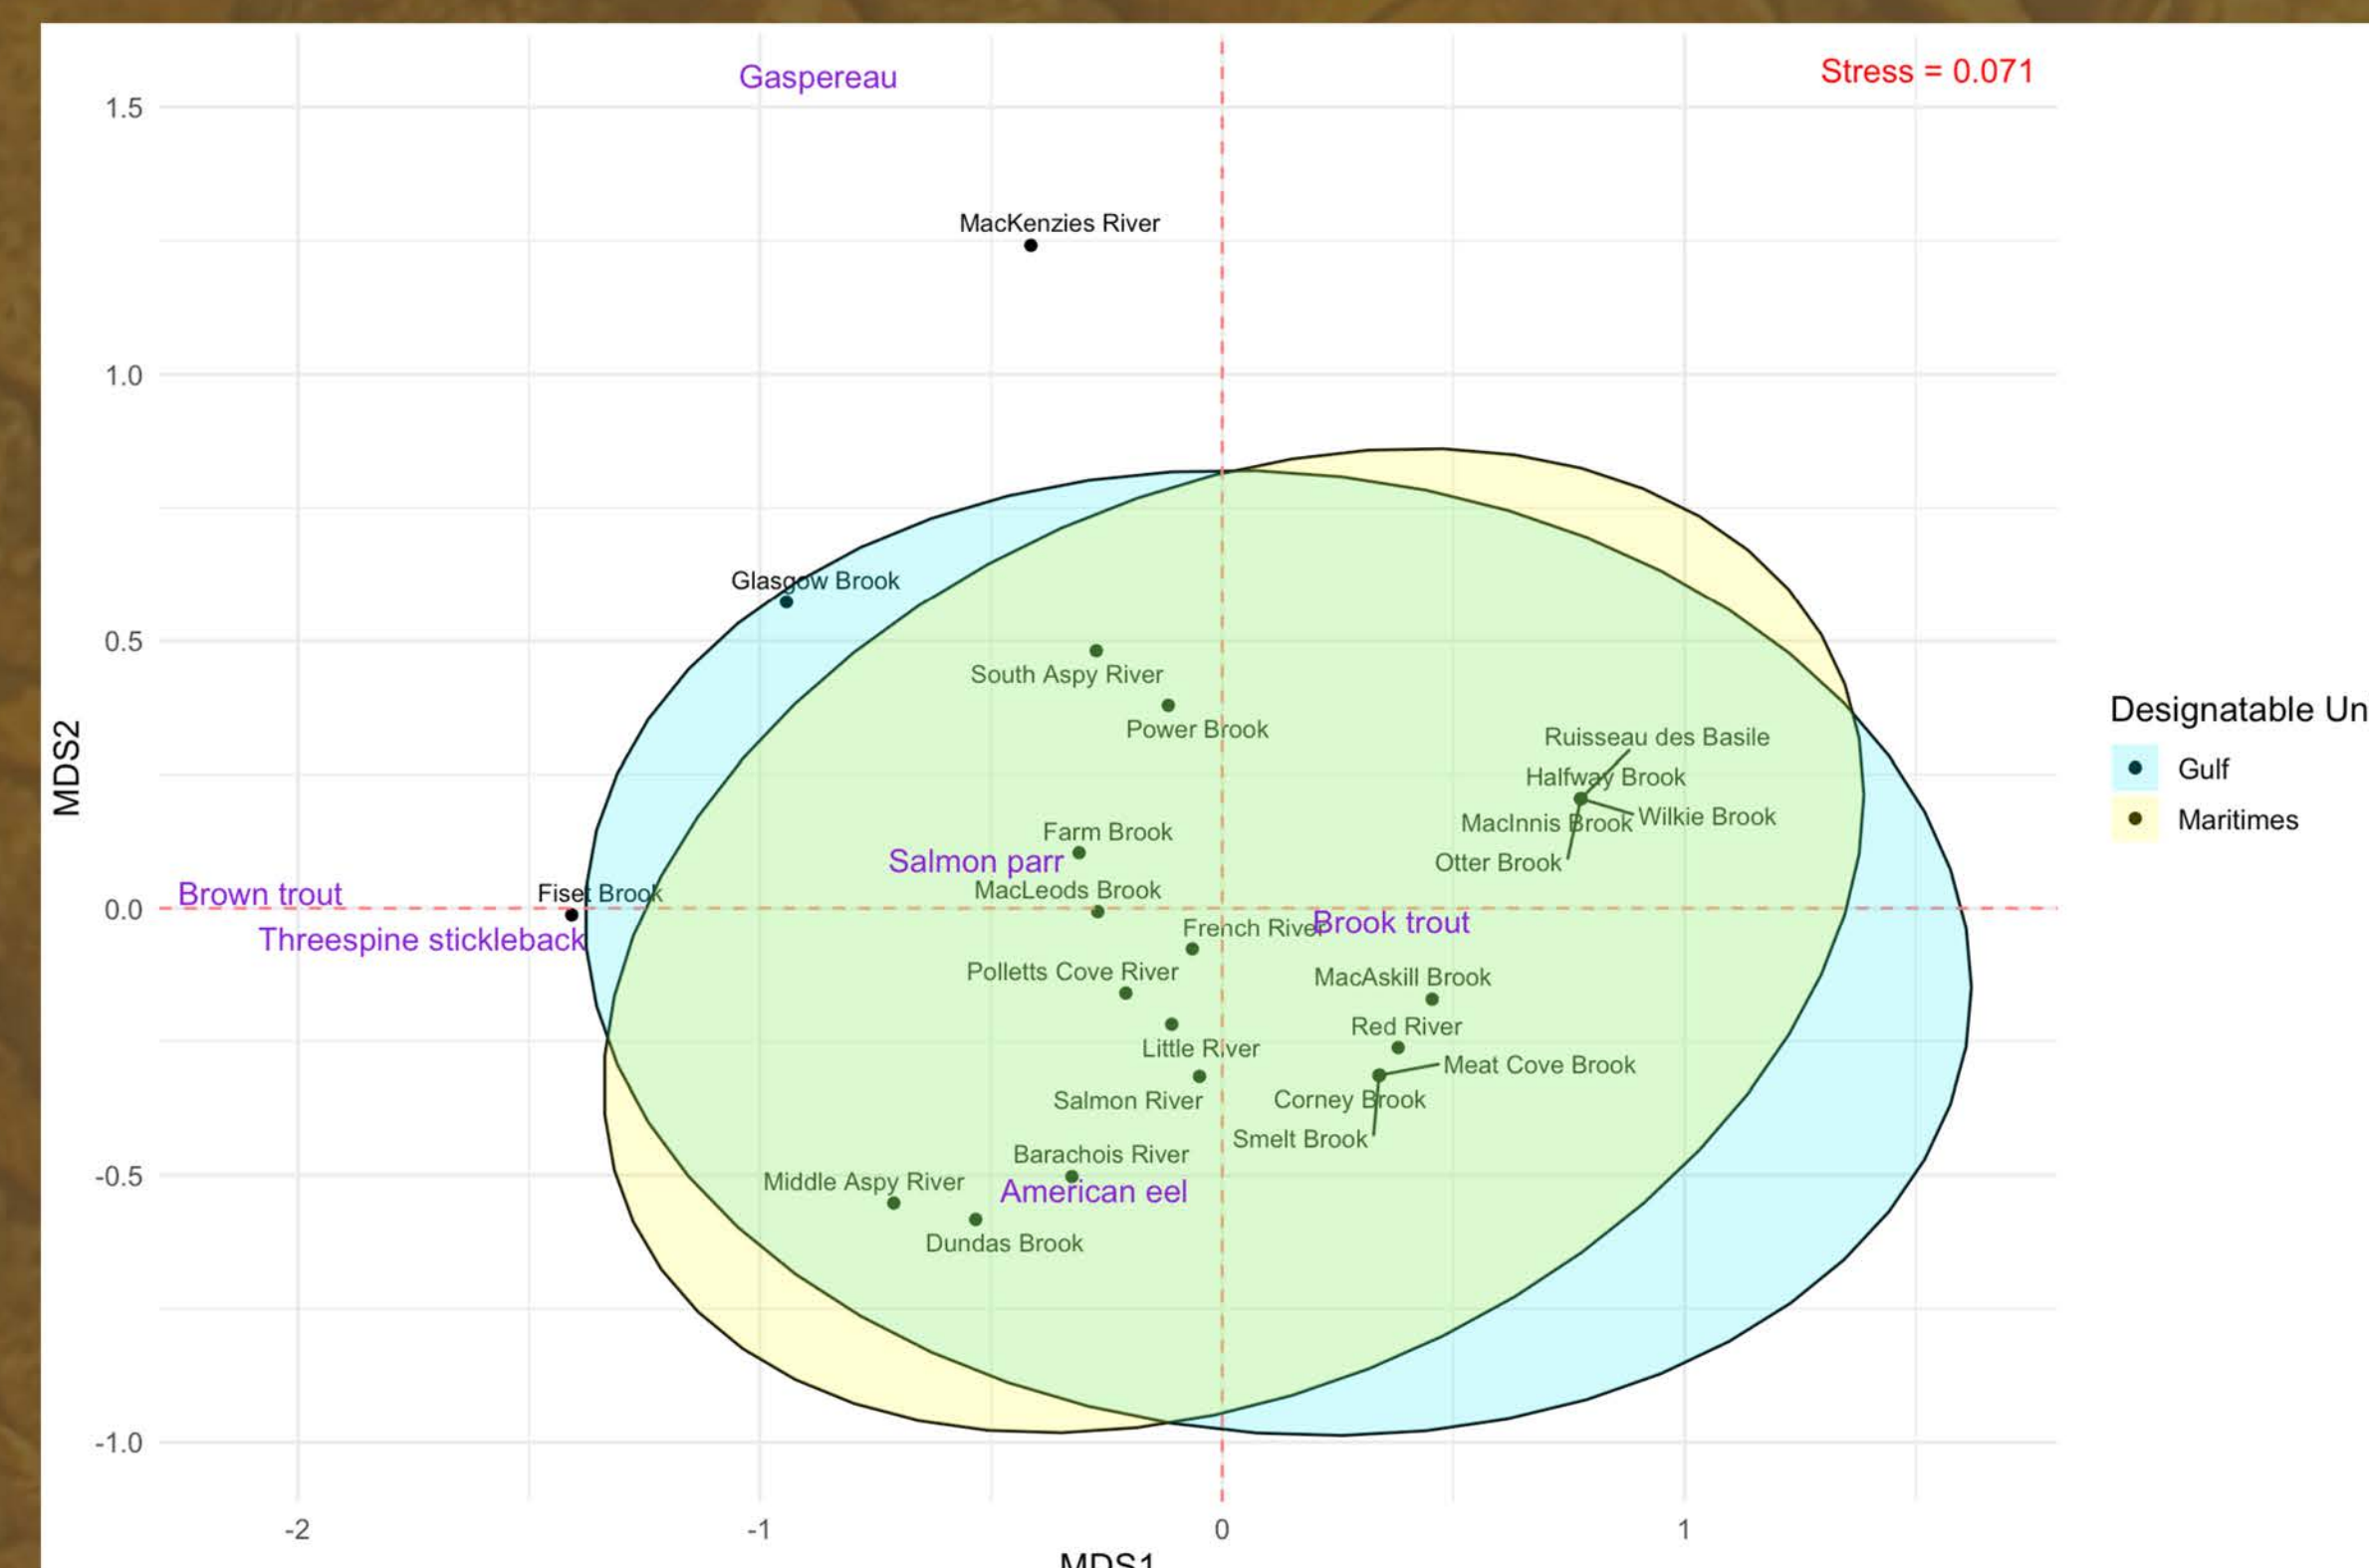 Gaspereau
Stress = 0.071
1.5
MacKenzies River
1.0
Glasgow Brook
0.5
South Aspy River
Power Brook
Designatable Un
Ruisseau des Basile
MDS2
Gulf
Halfway Brook
MacInnis Brook
Wilkie Brook
Maritimes
Farm Brook
Salmon parr
Otter Brook
MacLeods Brook
Brown trout
Fiset Brook
0.0
Threespine stickleback
French River
Brook trout
Polletts Cove River
MacAskill Brook
Red River
Little River
Meat Cove Brook
Salmon River
Corney Brook
Smelt Brook
Barachois River
-0.5
Middle Aspy River
American eel
Dundas Brook
-1.0
-2
-1
0
1
MDS1